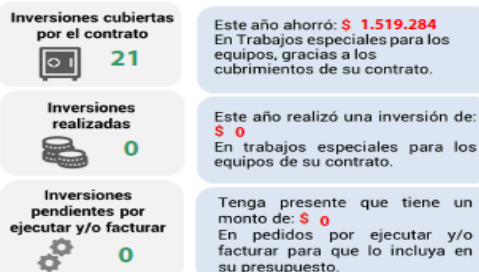 Inversiones cubiertas
por el contrato
21
Este año ahorró: $ 1.519.284
En Trabajos especiales para los
equipos, gracias a los
cubrimientos de su contrato.
Inversiones
realizadas
0
Este año realizó una inversión de:
$ 0
En trabajos especiales para los
equipos de su contrato.
Inversiones
pendientes por
ejecutar y/o facturar
0
Tenga presente que tiene un
monto de: $ 0
En pedidos por ejecutar y/o
facturar para que lo incluya en
su presupuesto.